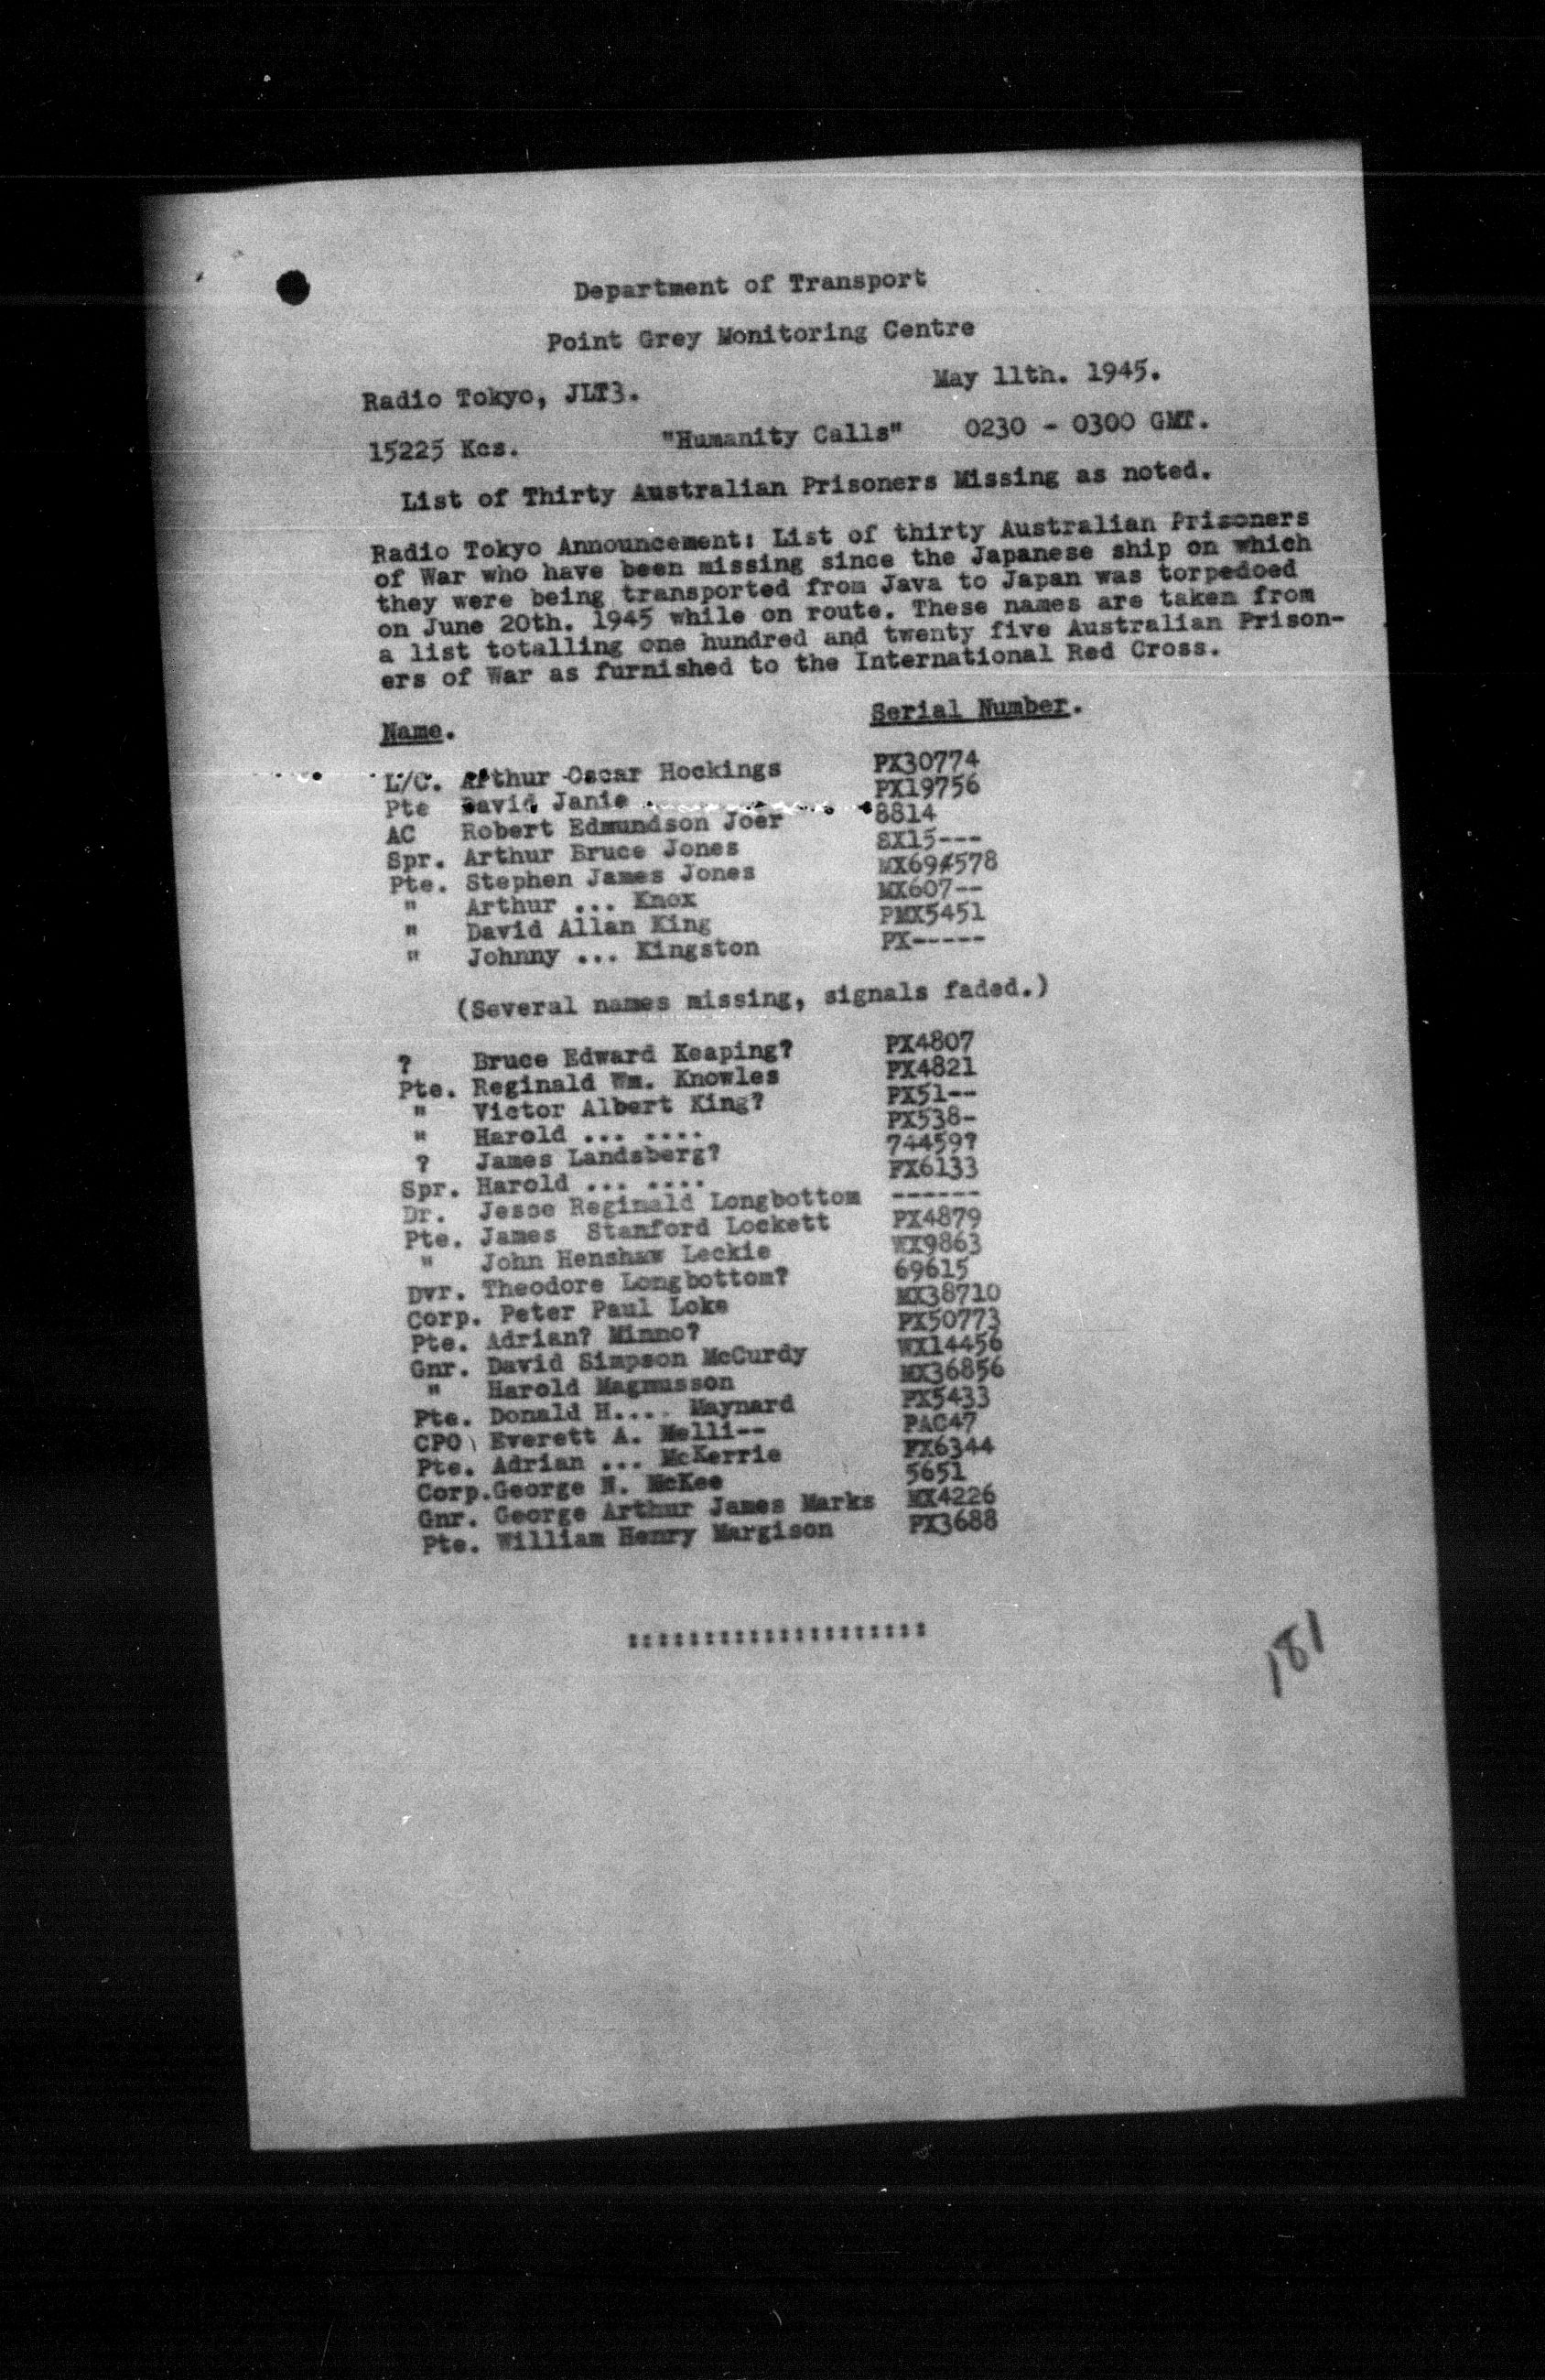 Department of Transport
Point Grey Monitoring Centre
Radio Tokyo, JLT3. May 11th. 1945.
15225 Kcs. "Humanity Calls" 0230 - 0300 GMT.
List of Thirty Australian Prisoners Missing as noted.
Radio Tokyo Announcement: List of thirty Australian Prisoners
of War who have been missing since the Japanese ship on which
they were being transported from Java to Japan was torpedoed
on June 20th. 1945 while on route. These names are taken from
a list totalling one hundred and twenty five Australian Prison-
ers of War as furnished to the International Red Cross.
Name. Serial Number.
L/C. Arthur Oscar Hockings PX30774
Pte David Janie PX19756
AC Robert Edmundson Joer 8814
Spr. Arthur Bruce Jones SX15---
Pte. Stephen James Jones MX694578
" Arthur ... Knox MX607--
" David Allan King PMX5451
" Johnny ... Kingston PX-----
(Several names missing, signals faded.)
? Bruce Edward Keaping? PX4807
Pte. Reginald Wm. Knowles PX4821
" Victor Albert King? PX51--
" Harold ... .... PX538-
? James Landsberg? 74459?
Spr. Harold ... .... FX6133
Dr. Jesse Reginald Longbottom ------
Pte. James Stanford Lockett PX4879
" John Henshaw Leckie WX9863
Dvr. Theodore Longbottom? 69615
Corp. Peter Paul Loke MX38710
Pte. Adrian? Minno? PX50773
Gnr. David Simpson McCurdy WX14456
" Harold Magnusson MX36856
Pte. Donald H.... Maynard PX5433
CPO Everett A. Melli-- PAC47
Pte. Adrian ... McKerrie FX6344
Corp.George N. McKee 5651
Gnr. George Arthur James Marks MX4226
Pte. William Henry Margison PX3688
::::::::::::::::::::
181